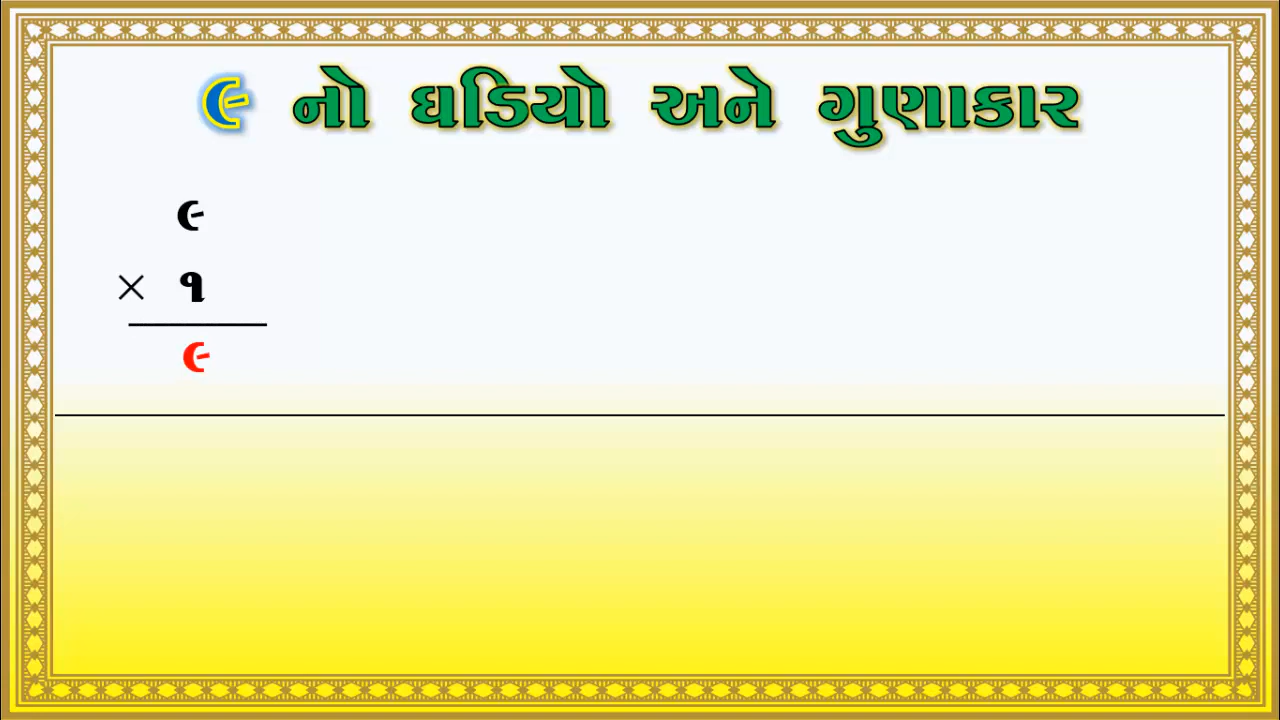 ૯ નો ઘડિયો અને ગુણાકાર
૯
× ૧
૯